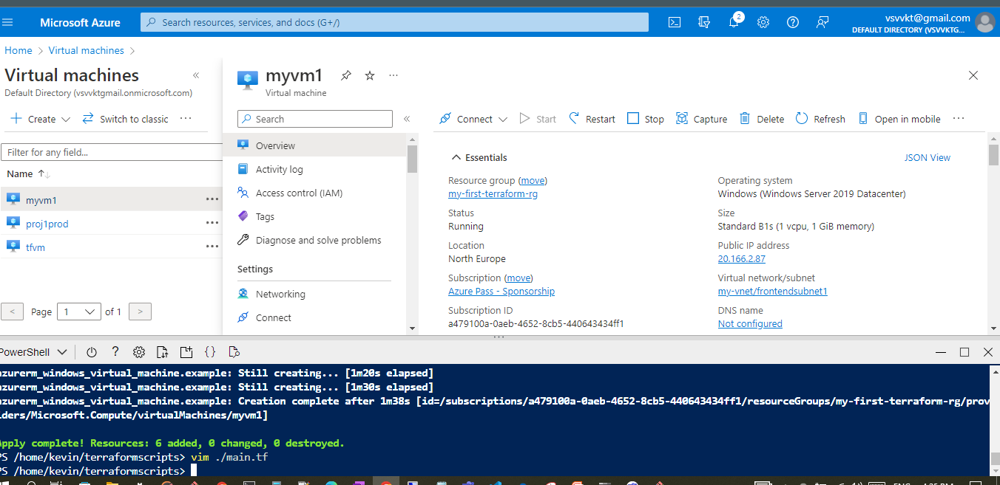 Microsoft Azure
Search resources, services, and docs (G+/)
2
vsvvkt@gmail.com
DEFAULT DIRECTORY (VSVVKTG...
Home > Virtual machines >
Virtual machines
Default Directory (vsvvktgmail.onmicrosoft.com)
Create
Switch to classic
Filter for any field...
Name
myvm1
proj1prod
tfvm
< Page 1 of 1 >
myvm1
Virtual machine
Search
Overview
Activity log
Access control (IAM)
Tags
Diagnose and solve problems
Settings
Networking
Connect
Connect Start Restart Stop Capture Delete Refresh Open in mobile
Essentials
JSON View
Resource group (move)
my-first-terraform-rg
Status
Running
Location
North Europe
Subscription (move)
Azure Pass - Sponsorship
Subscription ID
a479100a-0aeb-4652-8cb5-440643434ff1
Operating system
Windows (Windows Server 2019 Datacenter)
Size
Standard B1s (1 vcpu, 1 GiB memory)
Public IP address
20.166.2.87
Virtual network/subnet
my-vnet/frontendsubnet1
DNS name
Not configured
PowerShell
azurerm_windows_virtual_machine.example: Still creating... [1m20s elapsed]
azurerm_windows_virtual_machine.example: Still creating... [1m30s elapsed]
azurerm_windows_virtual_machine.example: Creation complete after 1m38s [id=/subscriptions/a479100a-0aeb-4652-8cb5-440643434ff1/resourceGroups/my-first-terraform-rg/prov
iders/Microsoft.Compute/virtualMachines/myvm1]
Apply complete! Resources: 6 added, 0 changed, 0 destroyed.
PS /home/kevin/terraformscripts> vim ./main.tf
PS /home/kevin/terraformscripts>